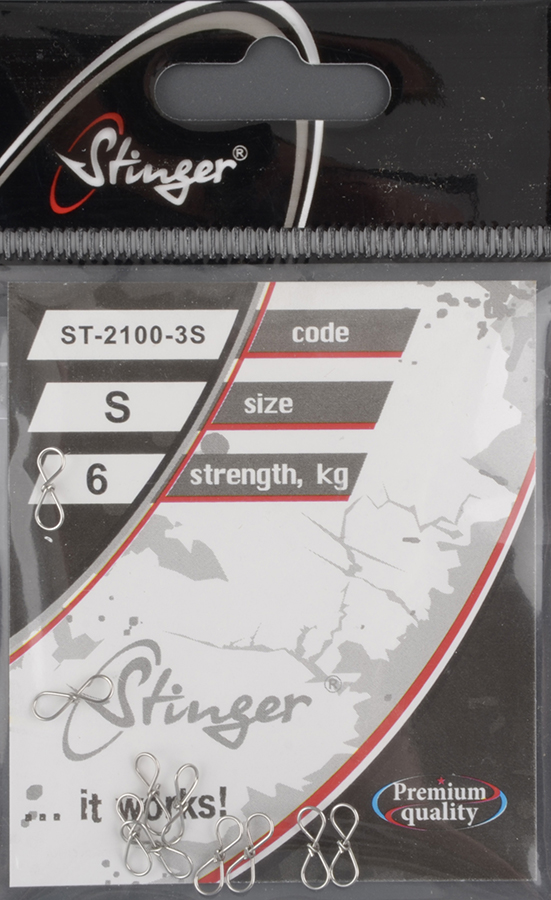 Stinger®
ST-2100-3S code
S size
6 strength, kg
Stinger®
... it works!
Premium
quality